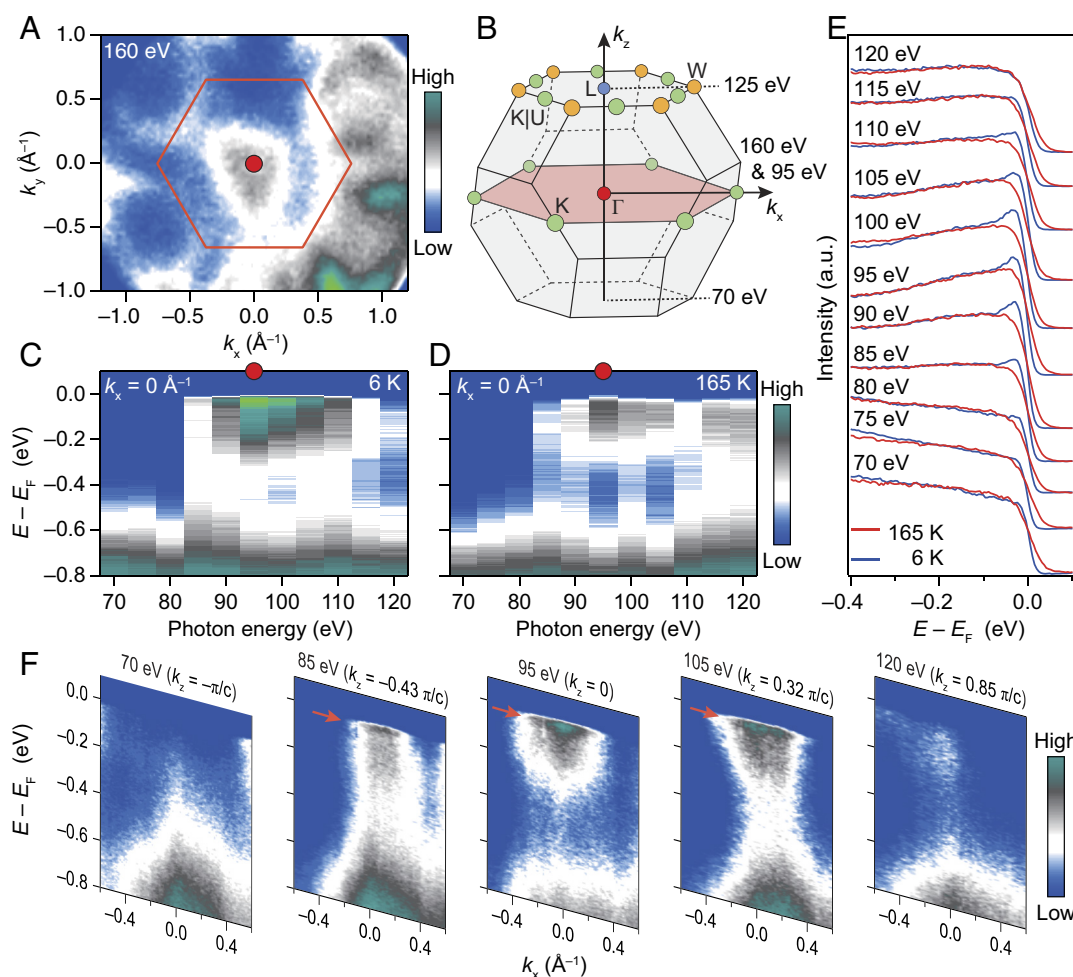 A
160 eV
1.0
0.5
0.0
−0.5
−1.0
k_y (Å⁻¹)
−1.0 −0.5 0.0 0.5 1.0
k_x (Å⁻¹)
High
Low
B
k_z
L
W
125 eV
K|U
160 eV
& 95 eV
K
Γ
k_x
70 eV
C
k_x = 0 Å⁻¹
6 K
0.0
−0.2
−0.4
−0.6
−0.8
E − E_F (eV)
70 80 90 100 110 120
Photon energy (eV)
D
k_x = 0 Å⁻¹
165 K
High
Low
70 80 90 100 110 120
Photon energy (eV)
E
120 eV
115 eV
110 eV
105 eV
100 eV
95 eV
90 eV
85 eV
80 eV
75 eV
70 eV
165 K
6 K
Intensity (a.u.)
−0.4 −0.2 0.0
E − E_F (eV)
F
70 eV (k_z = −π/c)
85 eV (k_z = −0.43 π/c)
95 eV (k_z = 0)
105 eV (k_z = 0.32 π/c)
120 eV (k_z = 0.85 π/c)
0.0
−0.2
−0.4
−0.6
−0.8
E − E_F (eV)
−0.4 0.0 0.4
−0.4 0.0 0.4
−0.4 0.0 0.4
−0.4 0.0 0.4
−0.4 0.0 0.4
k_x (Å⁻¹)
High
Low